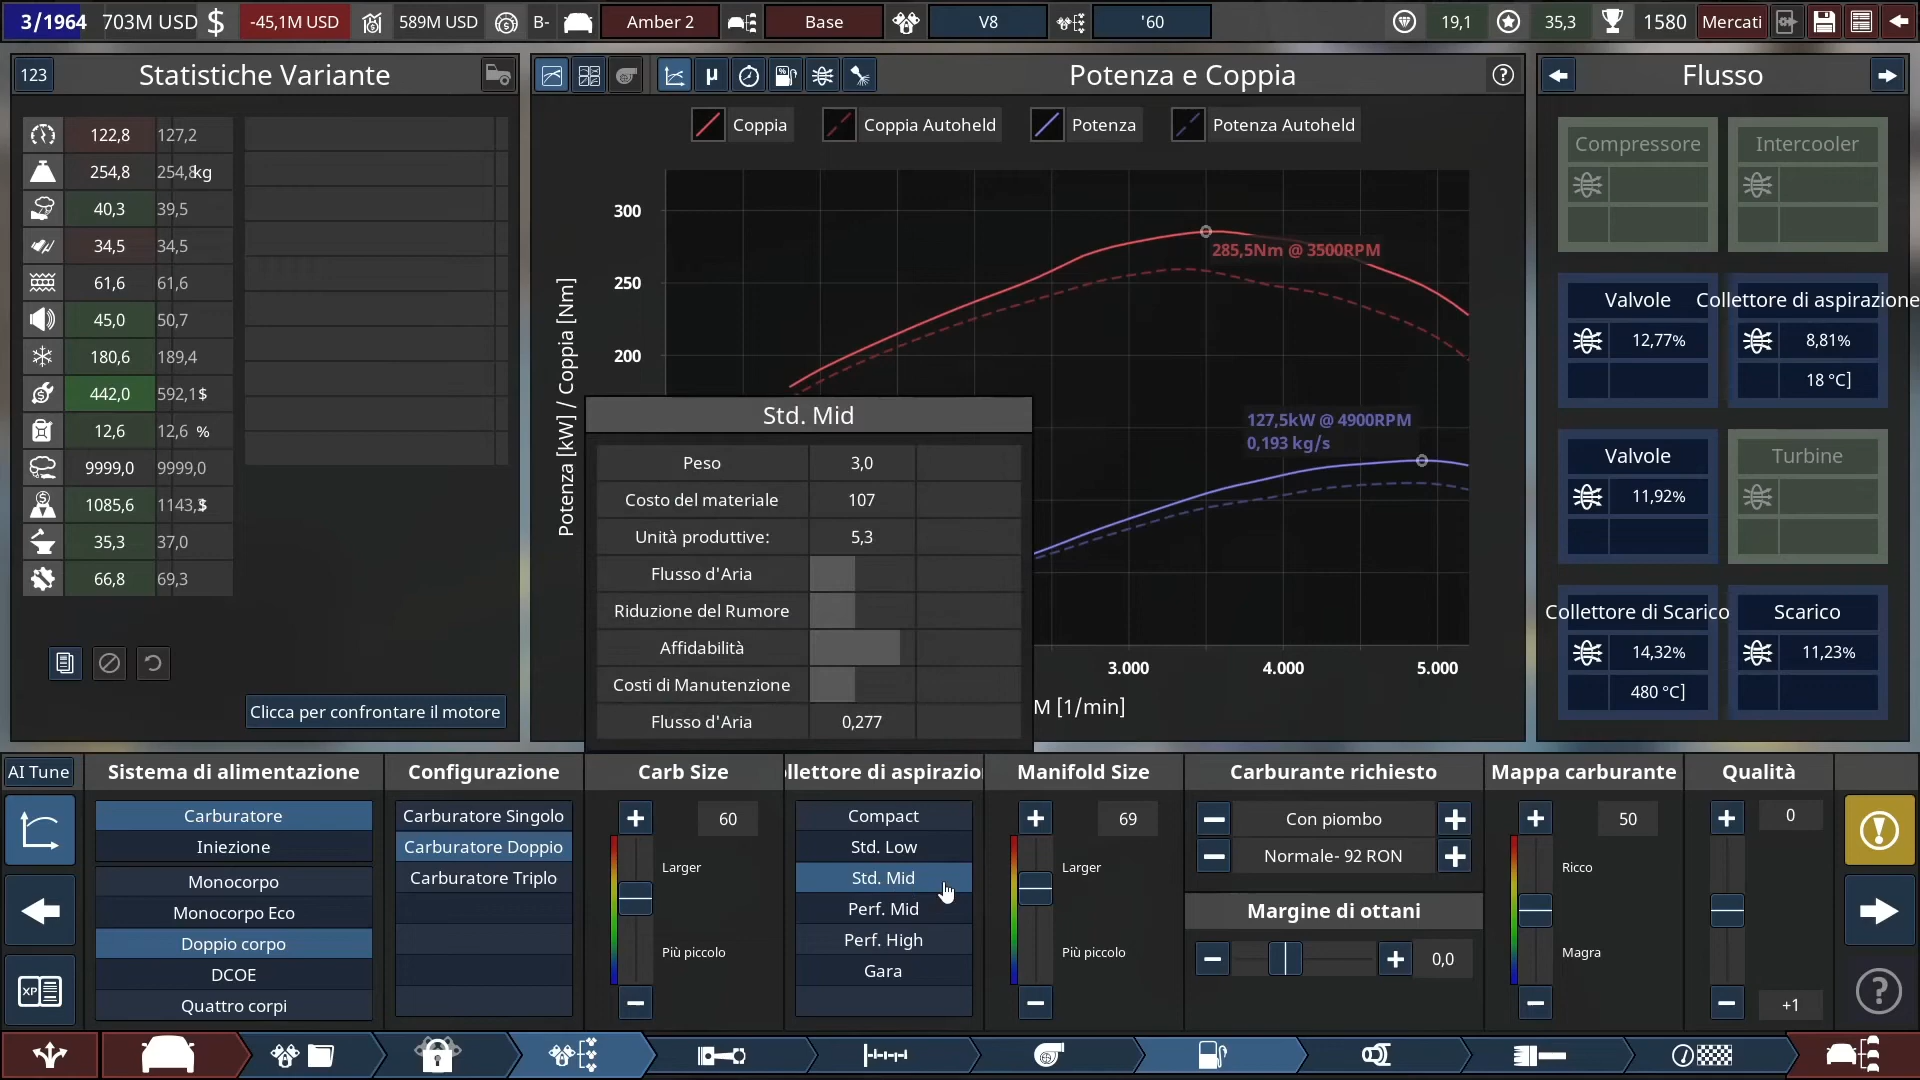 3/1964 703M USD $ -45,1M USD 589M USD B- Amber 2 Base V8 '60 19,1 35,3 1580 Mercati
123 Statistiche Variante
122,8 127,2
254,8 254,8 kg
40,3 39,5
34,5 34,5
61,6 61,6
45,0 50,7
180,6 189,4
442,0 592,1 $
12,6 12,6 %
9999,0 9999,0
1085,6 1143,3 $
35,3 37,0
66,8 69,3
Clicca per confrontare il motore
µ Potenza e Coppia ?
Coppia Coppia Autoheld Potenza Potenza Autoheld
Potenza [kW] / Coppia [Nm]
300
250
200
285,5Nm @ 3500RPM
127,5kW @ 4900RPM
0,193 kg/s
3.000 4.000 5.000
M [1/min]
Std. Mid
Peso 3,0
Costo del materiale 107
Unità produttive: 5,3
Flusso d'Aria
Riduzione del Rumore
Affidabilità
Costi di Manutenzione
Flusso d'Aria 0,277
Flusso
Compressore Intercooler
Valvole Collettore di aspirazione
12,77% 8,81%
18 °C]
Valvole Turbine
11,92%
Collettore di Scarico Scarico
14,32% 11,23%
480 °C]
AI Tune
XP
Sistema di alimentazione
Carburatore
Iniezione
Monocorpo
Monocorpo Eco
Doppio corpo
DCOE
Quattro corpi
Configurazione
Carburatore Singolo
Carburatore Doppio
Carburatore Triplo
Carb Size
+ 60
Larger
Più piccolo
−
llettore di aspirazio
Compact
Std. Low
Std. Mid
Perf. Mid
Perf. High
Gara
Manifold Size
+ 69
Larger
Più piccolo
−
Carburante richiesto
− Con piombo +
− Normale- 92 RON +
Margine di ottani
− + 0,0
Mappa carburante
+ 50
Ricco
Magra
−
Qualità
+ 0
− +1
?